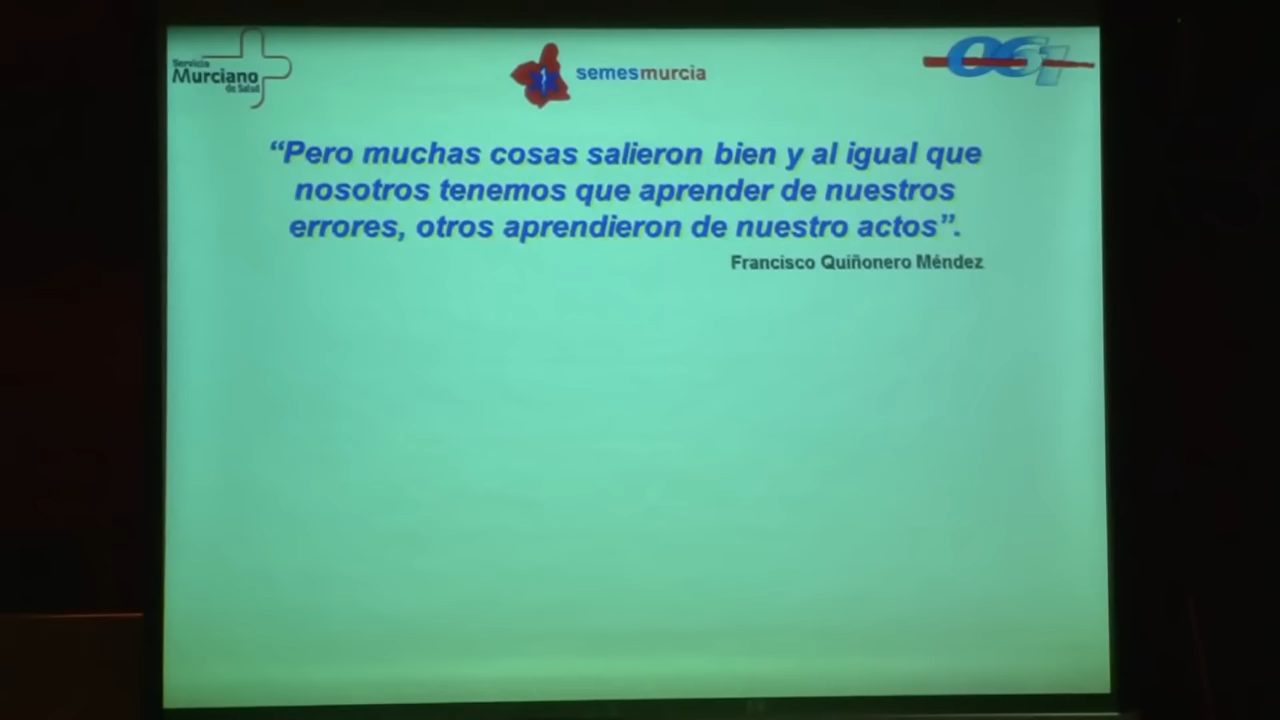 Servicio
Murciano
de Salud
semesmurcia
061
“Pero muchas cosas salieron bien y al igual que
nosotros tenemos que aprender de nuestros
errores, otros aprendieron de nuestro actos”.
Francisco Quiñonero Méndez